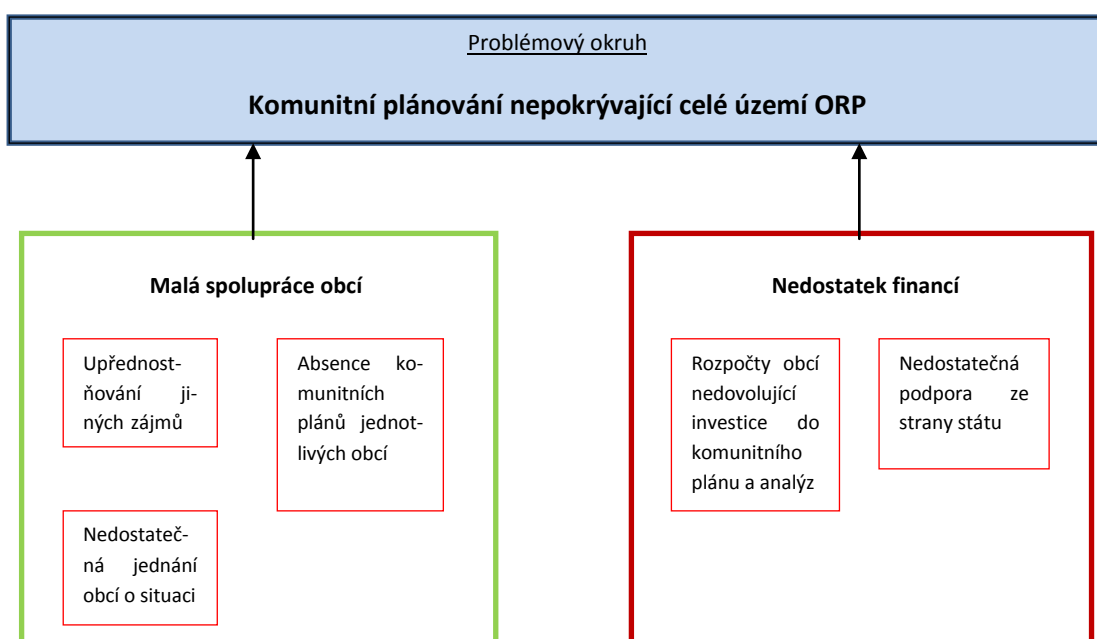 Problémový okruh
Komunitní plánování nepokrývající celé území ORP
Malá spolupráce obcí
Upřednost-
ňování ji-
ných zájmů
Absence ko-
munitních
plánů jednot-
livých obcí
Nedostateč-
ná jednání
obcí o situaci
Nedostatek financí
Rozpočty obcí
nedovolující
investice do
komunitního
plánu a analýz
Nedostatečná
podpora ze
strany státu